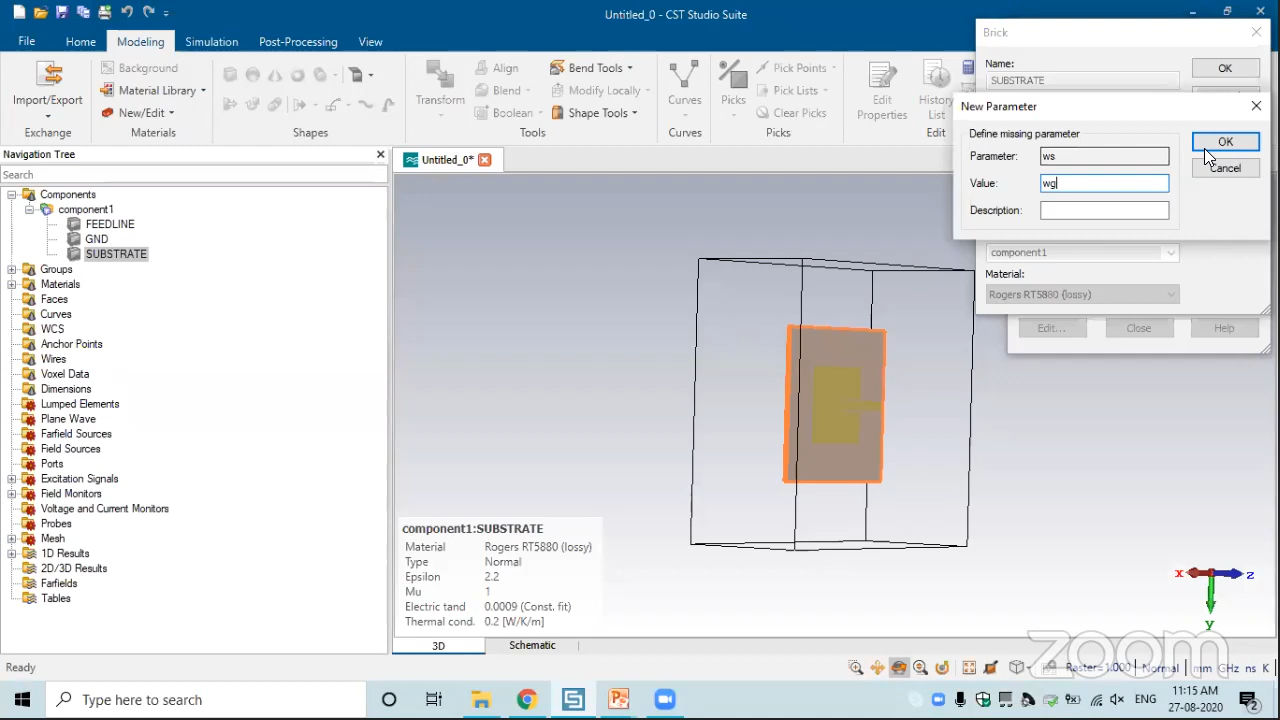 Untitled_0 - CST Studio Suite
File
Home
Modeling
Simulation
Post-Processing
View
Import/Export
Exchange
Background
Material Library
New/Edit
Materials
Shapes
Transform
Align
Blend
Boolean
Bend Tools
Modify Locally
Shape Tools
Tools
Curves
Curves
Picks
Pick Points
Pick Lists
Clear Picks
Picks
Edit Properties
History List
Edit
Brick
Name:
SUBSTRATE
OK
New Parameter
Define missing parameter
Parameter:
ws
Value:
wg
Description:
OK
Cancel
component1
Material:
Rogers RT5880 (lossy)
Edit...
Close
Help
Navigation Tree
Search
Components
component1
FEEDLINE
GND
SUBSTRATE
Groups
Materials
Faces
Curves
WCS
Anchor Points
Wires
Voxel Data
Dimensions
Lumped Elements
Plane Wave
Farfield Sources
Field Sources
Ports
Excitation Signals
Field Monitors
Voltage and Current Monitors
Probes
Mesh
1D Results
2D/3D Results
Farfields
Tables
Untitled_0*
component1:SUBSTRATE
Material Rogers RT5880 (lossy)
Type Normal
Epsilon 2.2
Mu 1
Electric tand 0.0009 (Const. fit)
Thermal cond. 0.2 [W/K/m]
x
z
y
3D
Schematic
zoom
Ready
Raster=1.000 Normal mm GHz ns K
Type here to search
ENG
11:15 AM
27-08-2020
2